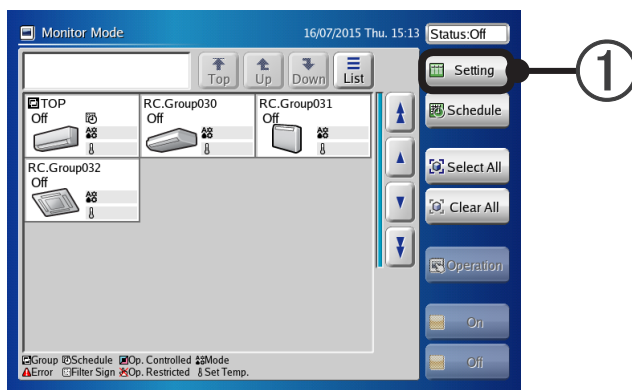 Monitor Mode
16/07/2015 Thu. 15:13
Status:Off
Top
Up
Down
List
Setting
1
Schedule
Select All
Clear All
Operation
On
Off
TOP
Off
RC.Group030
Off
RC.Group031
Off
RC.Group032
Off
Group Schedule Op. Controlled Mode
Error Filter Sign Op. Restricted Set Temp.